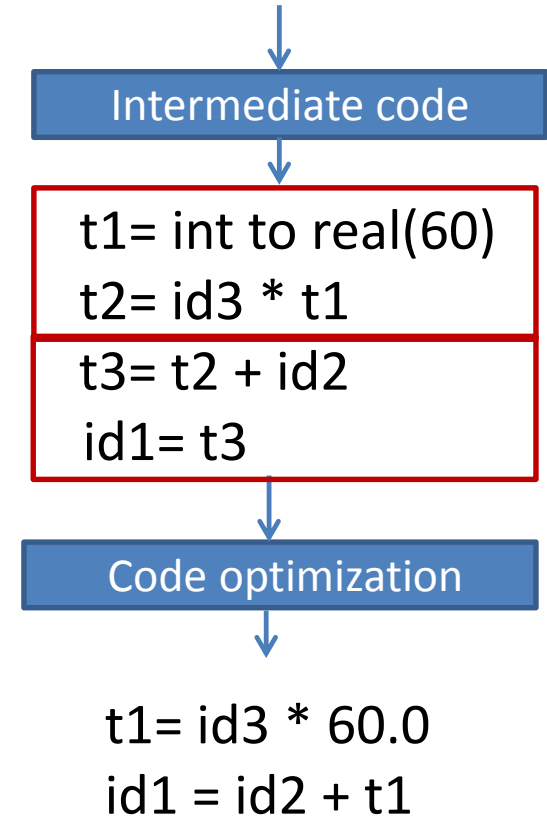 Intermediate code
t1= int to real(60)
t2= id3 * t1
t3= t2 + id2
id1= t3
Code optimization
t1= id3 * 60.0
id1 = id2 + t1